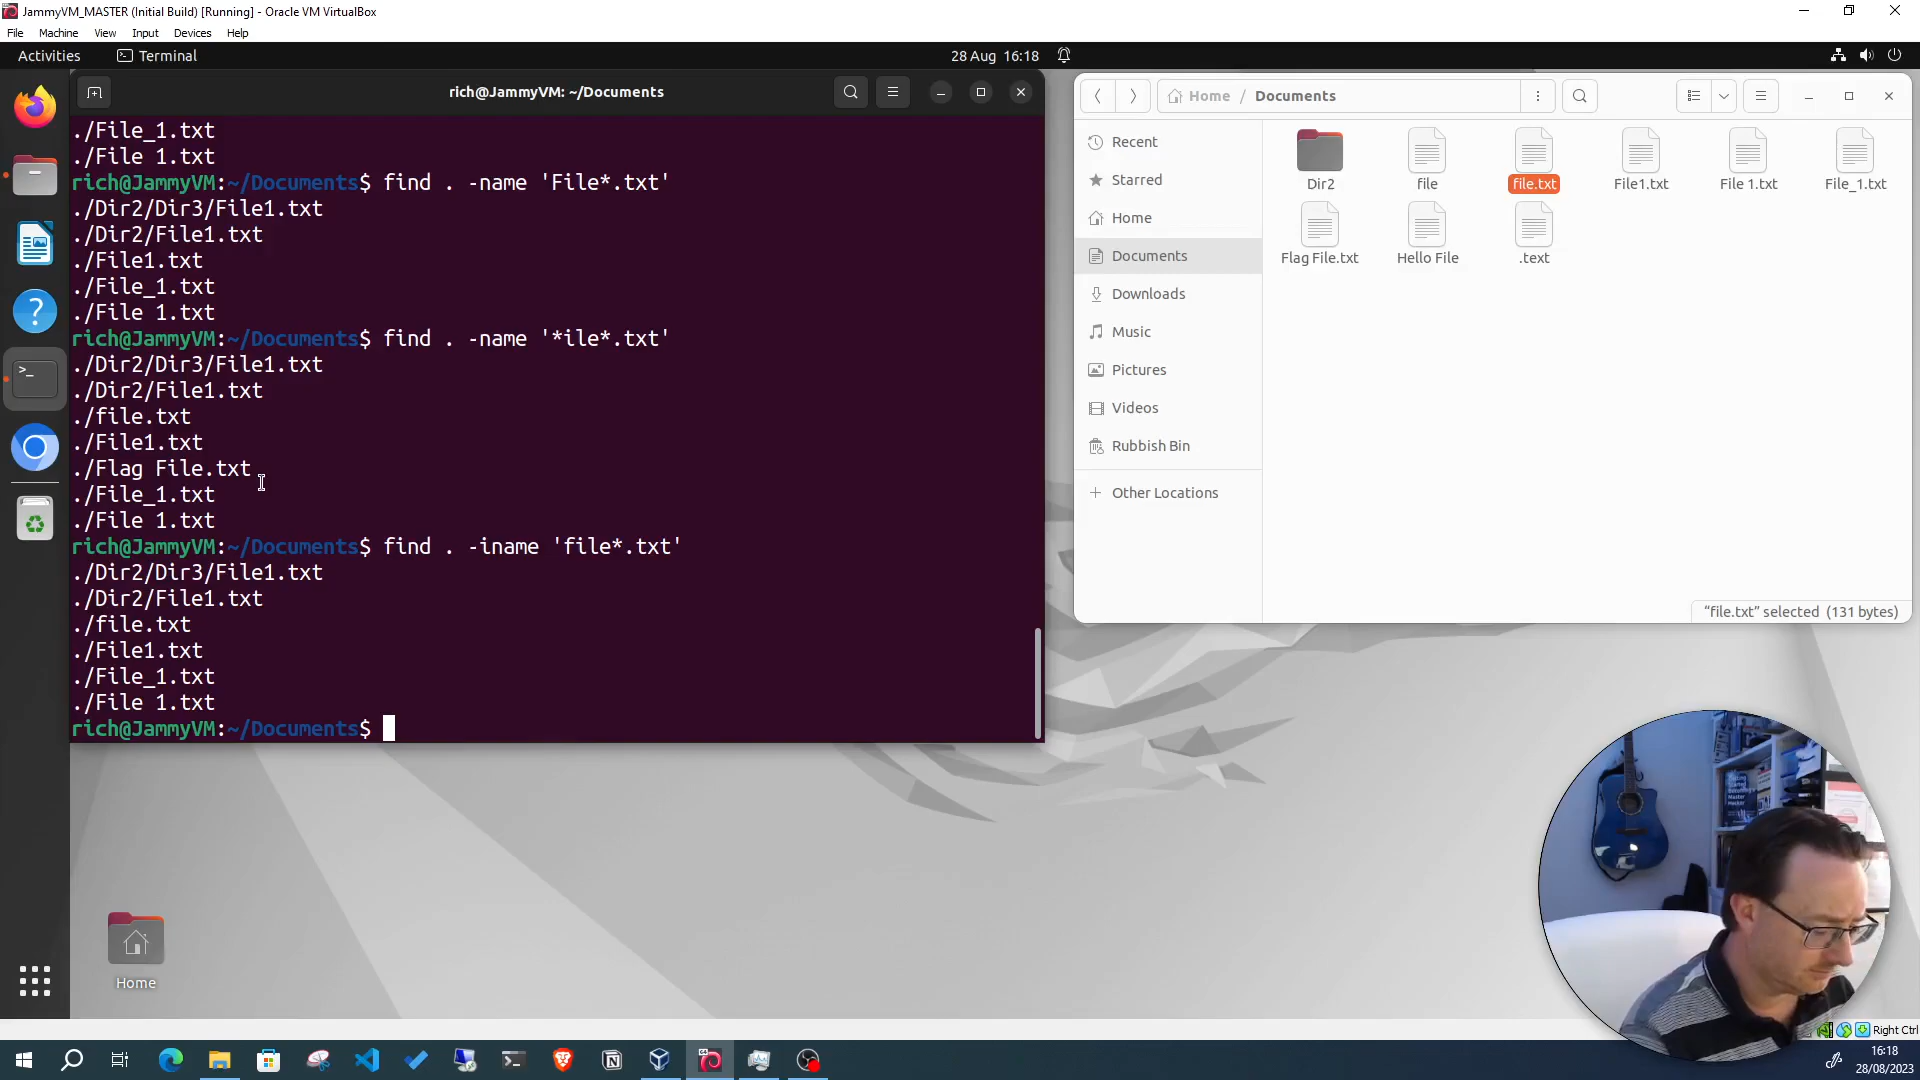 JammyVM_MASTER (Initial Build) [Running] - Oracle VM VirtualBox
File Machine View Input Devices Help
Activities Terminal 28 Aug 16:18
rich@JammyVM: ~/Documents
./File_1.txt
./File 1.txt
rich@JammyVM:~/Documents$ find . -name 'File*.txt'
./Dir2/Dir3/File1.txt
./Dir2/File1.txt
./File1.txt
./File_1.txt
./File 1.txt
rich@JammyVM:~/Documents$ find . -name '*ile*.txt'
./Dir2/Dir3/File1.txt
./Dir2/File1.txt
./file.txt
./File1.txt
./Flag File.txt
./File_1.txt
./File 1.txt
rich@JammyVM:~/Documents$ find . -iname 'file*.txt'
./Dir2/Dir3/File1.txt
./Dir2/File1.txt
./file.txt
./File1.txt
./File_1.txt
./File 1.txt
rich@JammyVM:~/Documents$
Home / Documents
Recent
Starred
Home
Documents
Downloads
Music
Pictures
Videos
Rubbish Bin
Other Locations
Dir2 file file.txt File1.txt File 1.txt File_1.txt
Flag File.txt Hello File .text
“file.txt” selected (131 bytes)
Home
Right Ctrl
16:18
28/08/2023